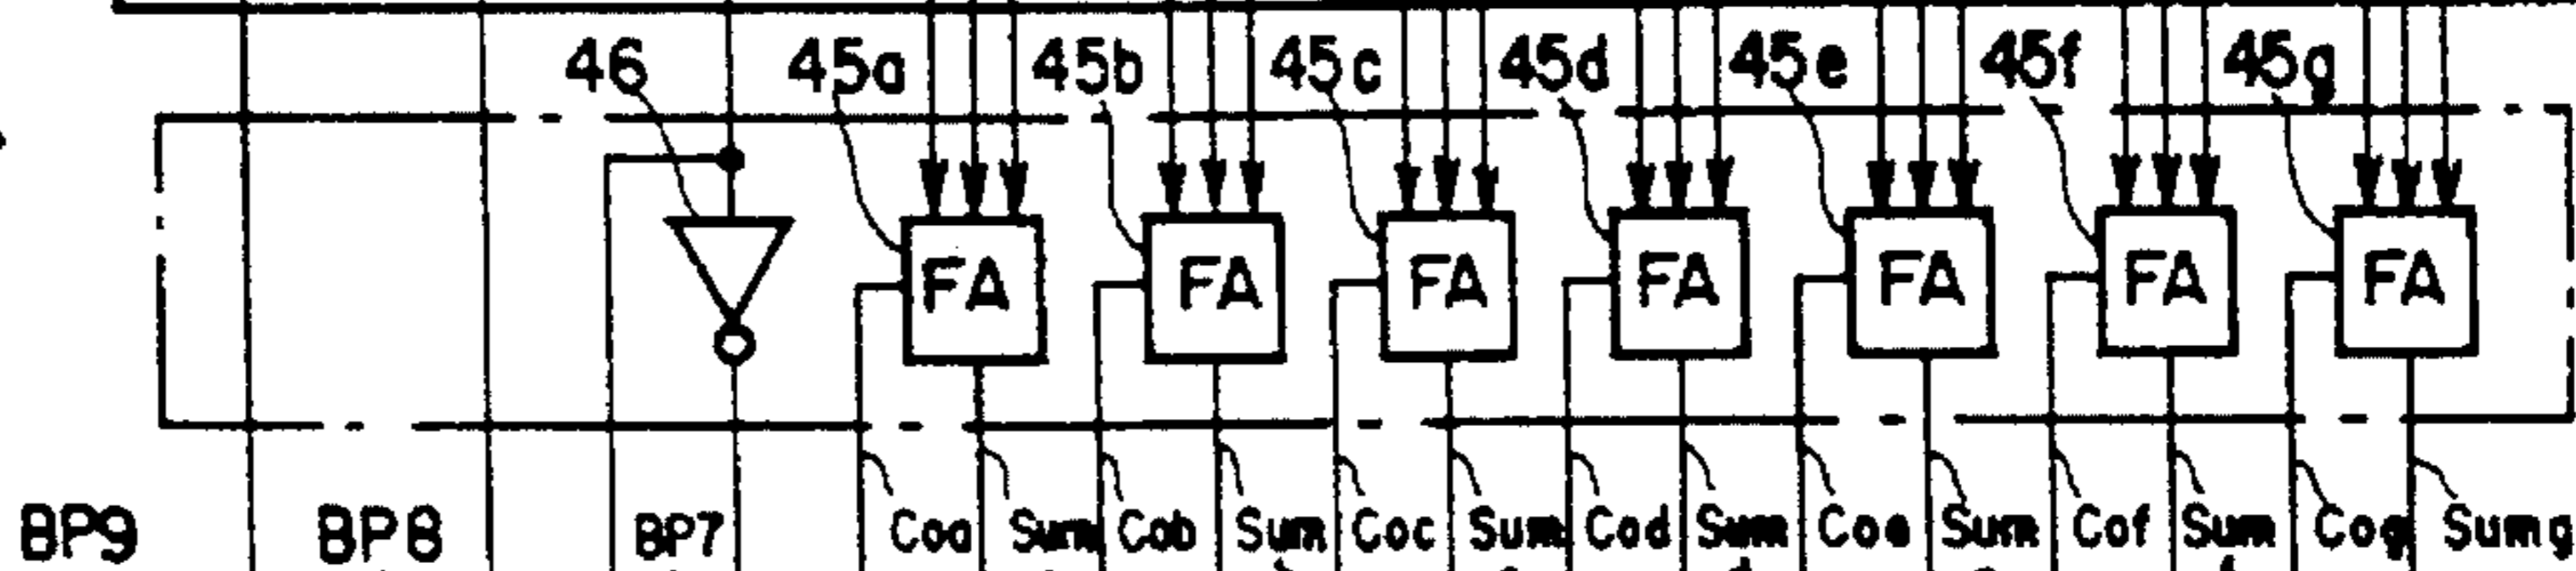 46 45a 45b 45c 45d 45e 45f 45g
FA FA FA FA FA FA FA
BP9 BP8 BP7 Coa Sum Cob Sum Coc Sum Cod Sum Coe Sum Cof Sum Cog Sumg